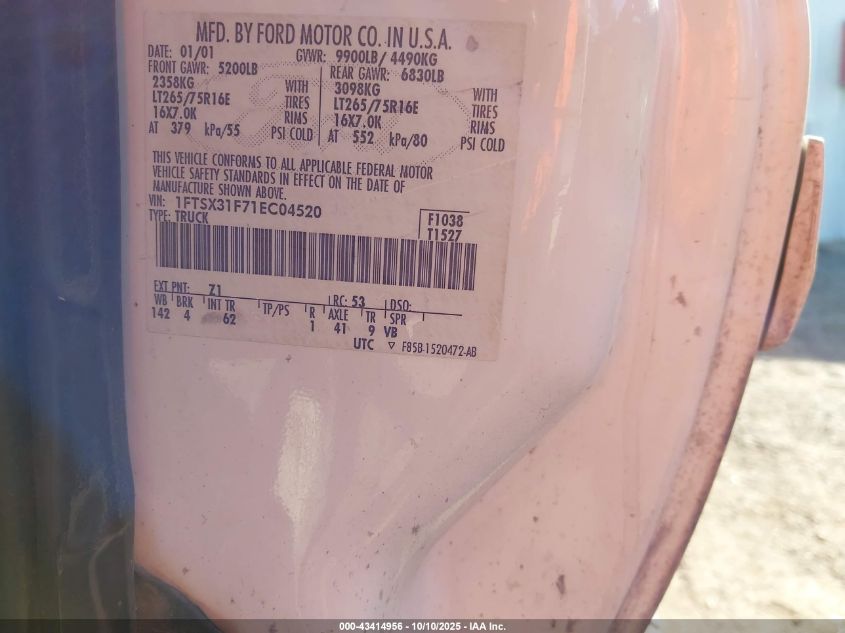 MFD. BY FORD MOTOR CO. IN U.S.A.
DATE: 01/01 GVWR: 9900LB/ 4490KG
FRONT GAWR: 5200LB REAR GAWR: 6830LB
2358KG WITH 3098KG WITH
LT265/75R16E TIRES LT265/75R16E TIRES
16X7.0K RIMS 16X7.0K RIMS
AT 379 kPa/55 PSI COLD AT 552 kPa/80 PSI COLD
THIS VEHICLE CONFORMS TO ALL APPLICABLE FEDERAL MOTOR
VEHICLE SAFETY STANDARDS IN EFFECT ON THE DATE OF
MANUFACTURE SHOWN ABOVE.
VIN: 1FTSX31F71EC04520 F1038
TYPE: TRUCK T1527
EXT PNT: Z1 RC: 53 DSO:
WB BRK INT TR TP/PS R AXLE TR SPR
142 4 62 1 41 9 VB
UTC ▽ F85B-1520472-AB
000-43414956 - 10/10/2025 - IAA Inc.